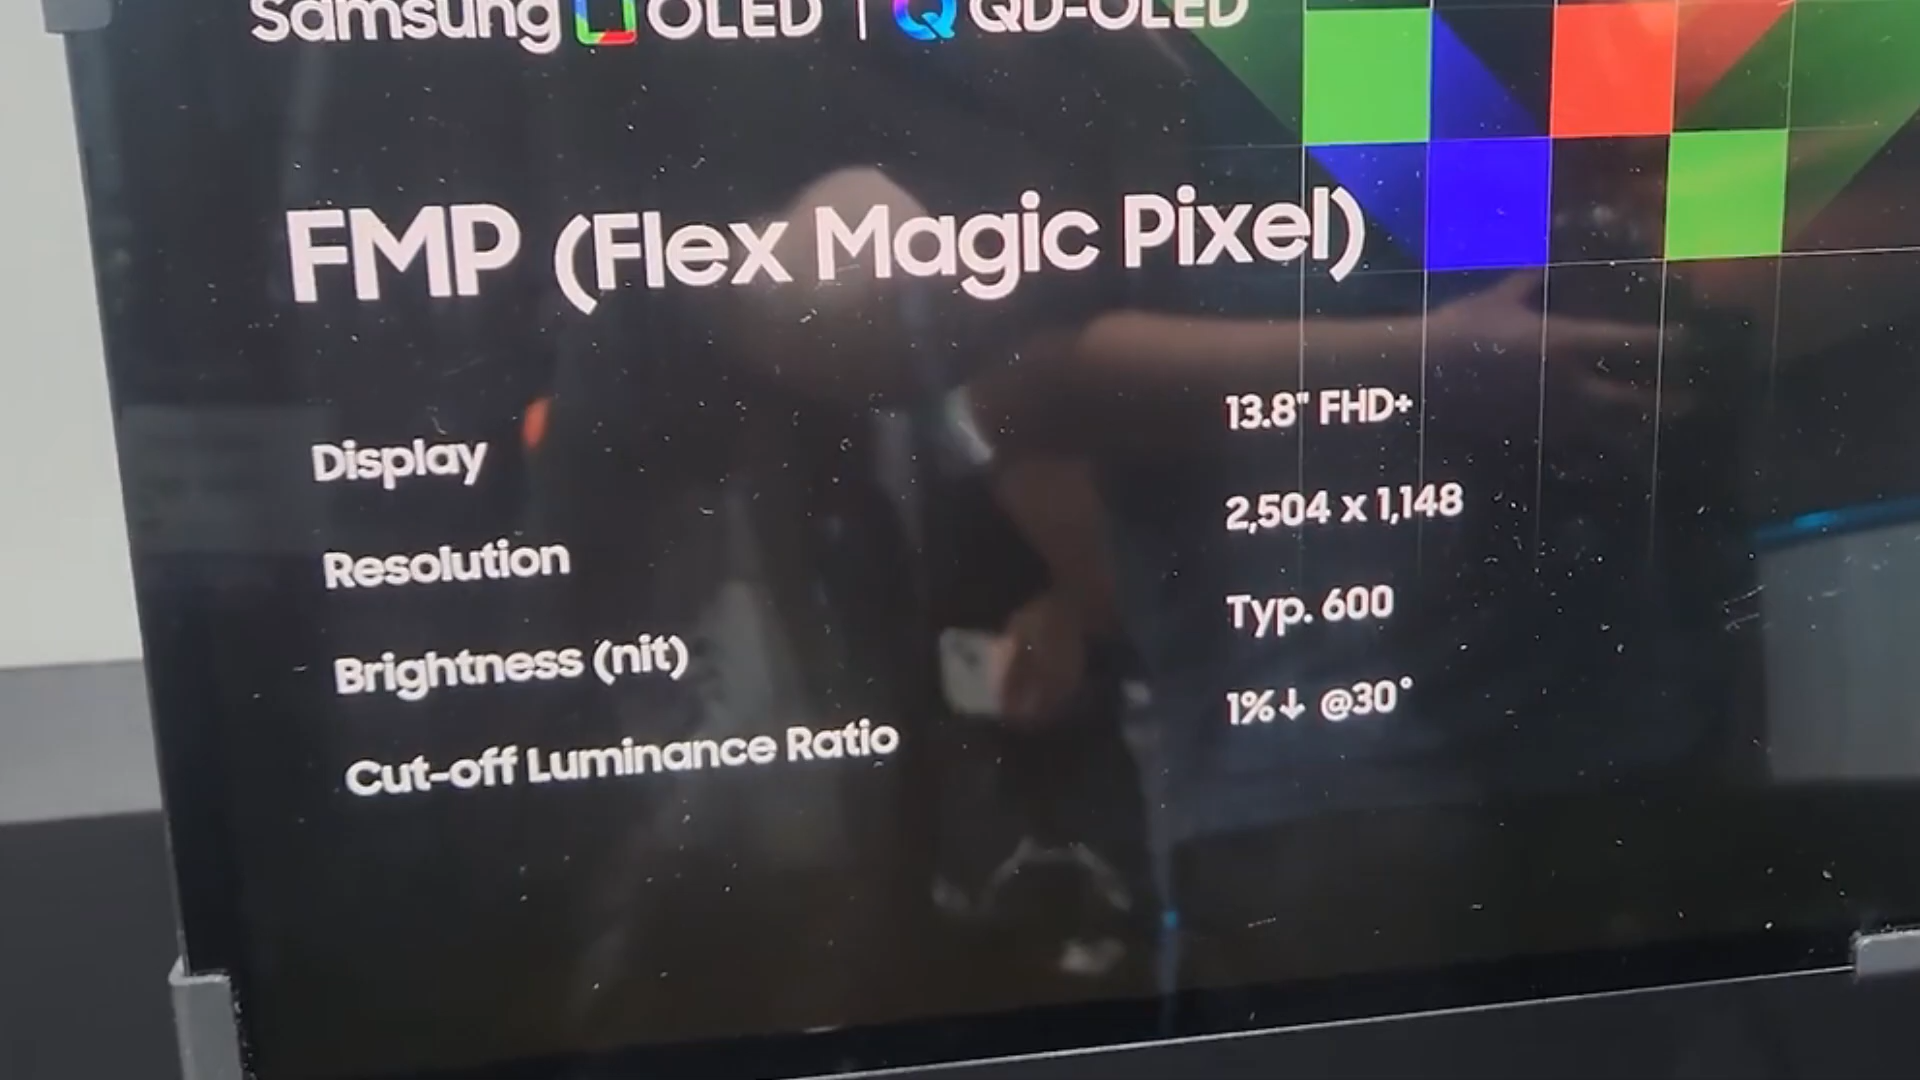 Samsung OLED | QD-OLED
FMP (Flex Magic Pixel)
Display 13.8" FHD+
Resolution 2,504 x 1,148
Brightness (nit) Typ. 600
Cut-off Luminance Ratio 1%↓ @30°